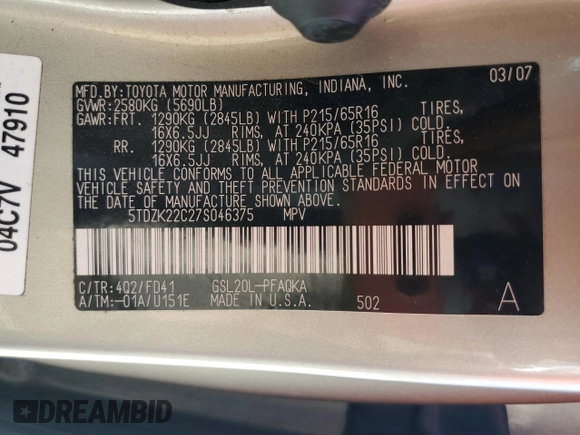 04C7V 47910
MFD.BY:TOYOTA MOTOR MANUFACTURING, INDIANA, INC. 03/07
GVWR:2580KG (5690LB)
GAWR:FRT. 1290KG (2845LB) WITH P215/65R16 TIRES,
16X6.5JJ RIMS, AT 240KPA (35PSI) COLD.
RR. 1290KG (2845LB) WITH P215/65R16 TIRES,
16X6.5JJ RIMS, AT 240KPA (35PSI) COLD.
THIS VEHICLE CONFORMS TO ALL APPLICABLE FEDERAL MOTOR
VEHICLE SAFETY AND THEFT PREVENTION STANDARDS IN EFFECT ON
THE DATE OF MANUFACTURE SHOWN ABOVE.
5TDZK22C27S046375 MPV
C/TR:4Q2/FD41 GSL20L-PFAQKA
A/TM:-01A/U151E MADE IN U.S.A. 502 A
DREAMBID